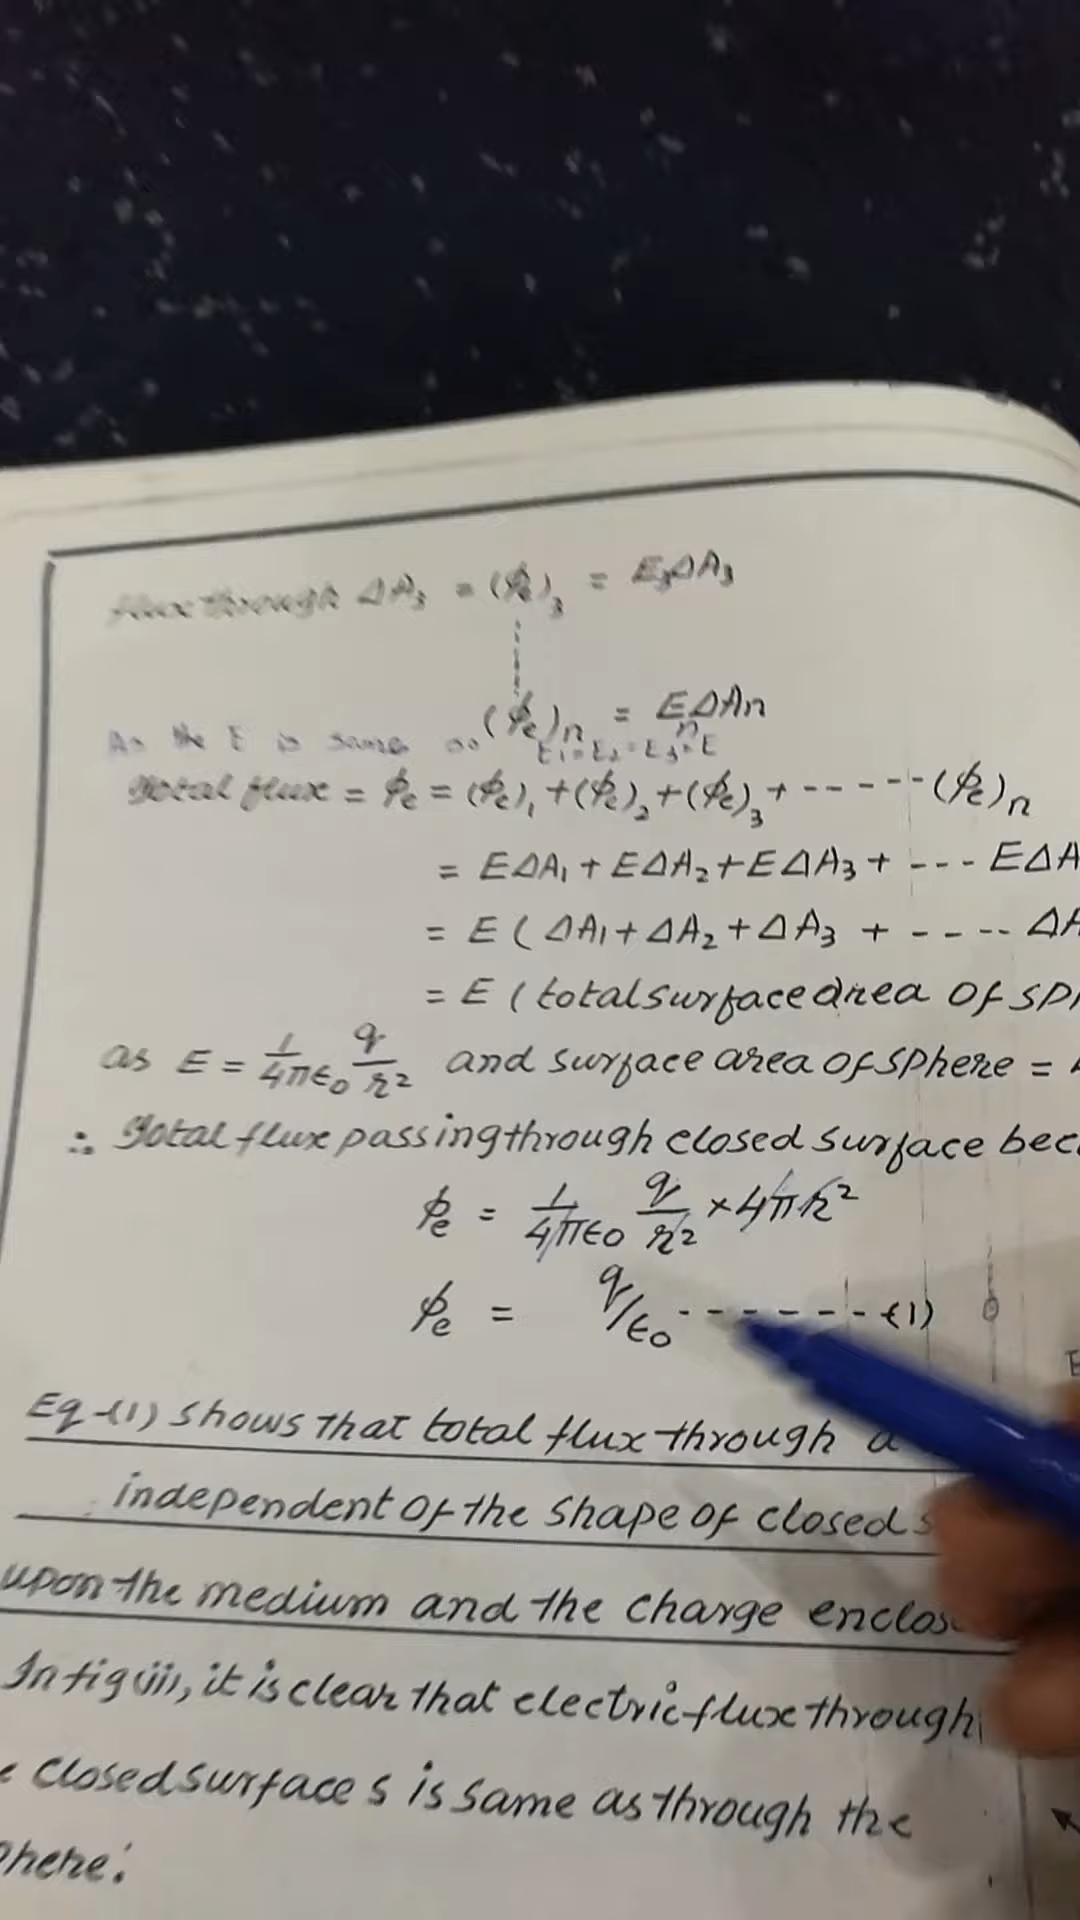 flux through ΔA₃ = (ϕe)₃ = E₃ΔA₃
(ϕe)n = EnΔAn
As the E is same so E₁=E₂=E₃=E
Total flux = ϕe = (ϕe)₁ + (ϕe)₂ + (ϕe)₃ + ------ (ϕe)n
= EΔA₁ + EΔA₂ + EΔA₃ + --- EΔA
= E ( ΔA₁ + ΔA₂ + ΔA₃ + ---- ΔA
= E ( total surface area of sph
as E = 1/4πε₀ q/r² and surface area of sphere = 4
∴ Total flux passing through closed surface bec
ϕe = 1/4πε₀ q/r² × 4πr²
ϕe = q/ε₀ ------ (1)
Eq-(1) shows that total flux through a
independent of the shape of closed s
upon the medium and the charge enclos
In fig (ii), it is clear that electric flux through
closed surface s is same as through the
phere.